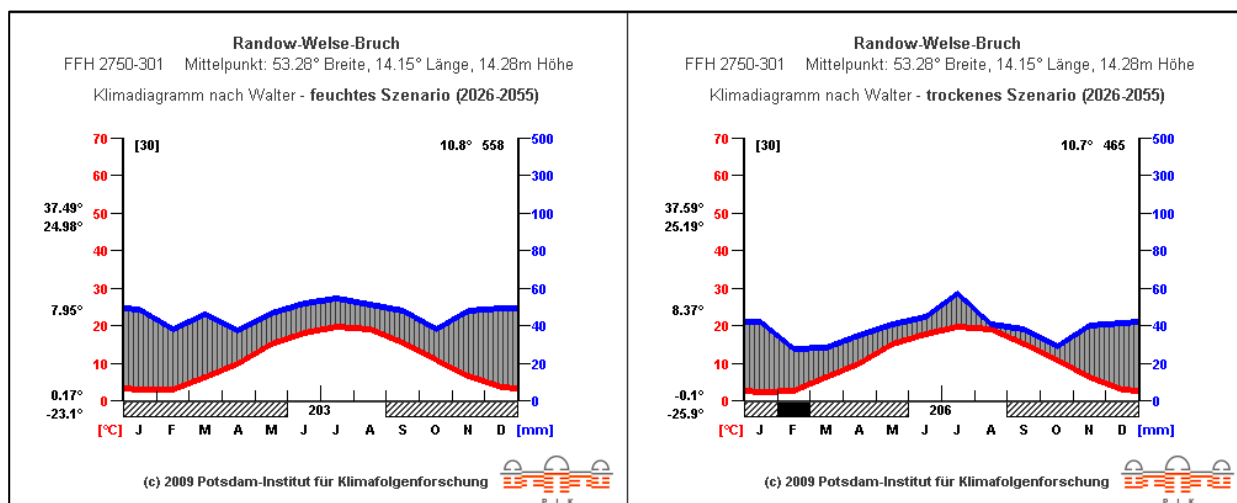 Randow-Welse-Bruch
FFH 2750-301 Mittelpunkt: 53.28° Breite, 14.15° Länge, 14.28m Höhe
Klimadiagramm nach Walter - feuchtes Szenario (2026-2055)
70 [30] 10.8° 558 500
60 300
37.49° 50 100
24.98°
40 80
30 60
7.95° 20 40
10 20
0.17° 0 203 0
-23.1°
[°C] J F M A M J J A S O N D [mm]
(c) 2009 Potsdam-Institut für Klimafolgenforschung
P I K
Randow-Welse-Bruch
FFH 2750-301 Mittelpunkt: 53.28° Breite, 14.15° Länge, 14.28m Höhe
Klimadiagramm nach Walter - trockenes Szenario (2026-2055)
70 [30] 10.7° 465 500
60 300
37.59° 50 100
25.19°
40 80
30 60
8.37° 20 40
10 20
-0.1° 0 206 0
-25.9°
[°C] J F M A M J J A S O N D [mm]
(c) 2009 Potsdam-Institut für Klimafolgenforschung
P I K